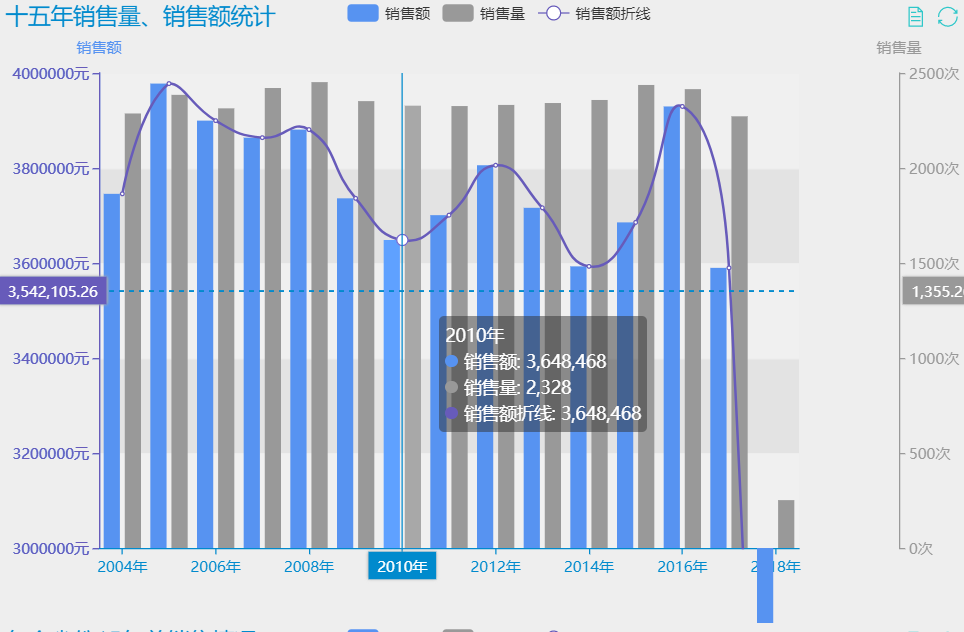 十五年销售量、销售额统计
销售额 销售量 销售额折线
销售额 销售量
4000000元 2500次
3800000元 2000次
3600000元 1500次
3,542,105.26 1,355.2
3400000元 1000次
3200000元 500次
3000000元 0次
2010年
销售额: 3,648,468
销售量: 2,328
销售额折线: 3,648,468
2004年 2006年 2008年 2010年 2012年 2014年 2016年 2018年